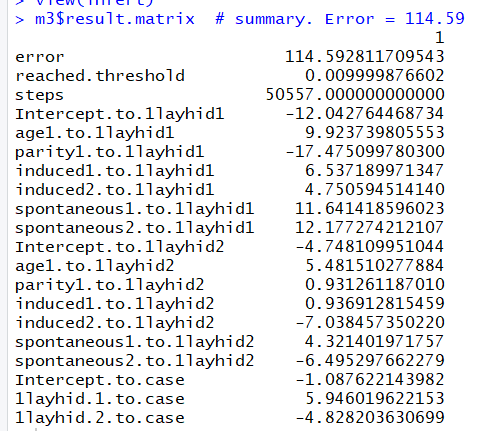 > View(infert)
> m3$result.matrix  # summary. Error = 114.59
1
error 114.592811709543
reached.threshold 0.009999876602
steps 50557.000000000000
Intercept.to.1layhid1 -12.042764468734
age1.to.1layhid1 9.923739805553
parity1.to.1layhid1 -17.475099780300
induced1.to.1layhid1 6.537189971347
induced2.to.1layhid1 4.750594514140
spontaneous1.to.1layhid1 11.641418596023
spontaneous2.to.1layhid1 12.177274212107
Intercept.to.1layhid2 -4.748109951044
age1.to.1layhid2 5.481510277884
parity1.to.1layhid2 0.931261187010
induced1.to.1layhid2 0.936912815459
induced2.to.1layhid2 -7.038457350220
spontaneous1.to.1layhid2 4.321401971757
spontaneous2.to.1layhid2 -6.495297662279
Intercept.to.case -1.087622143982
1layhid.1.to.case 5.946019622153
1layhid.2.to.case -4.828203630699